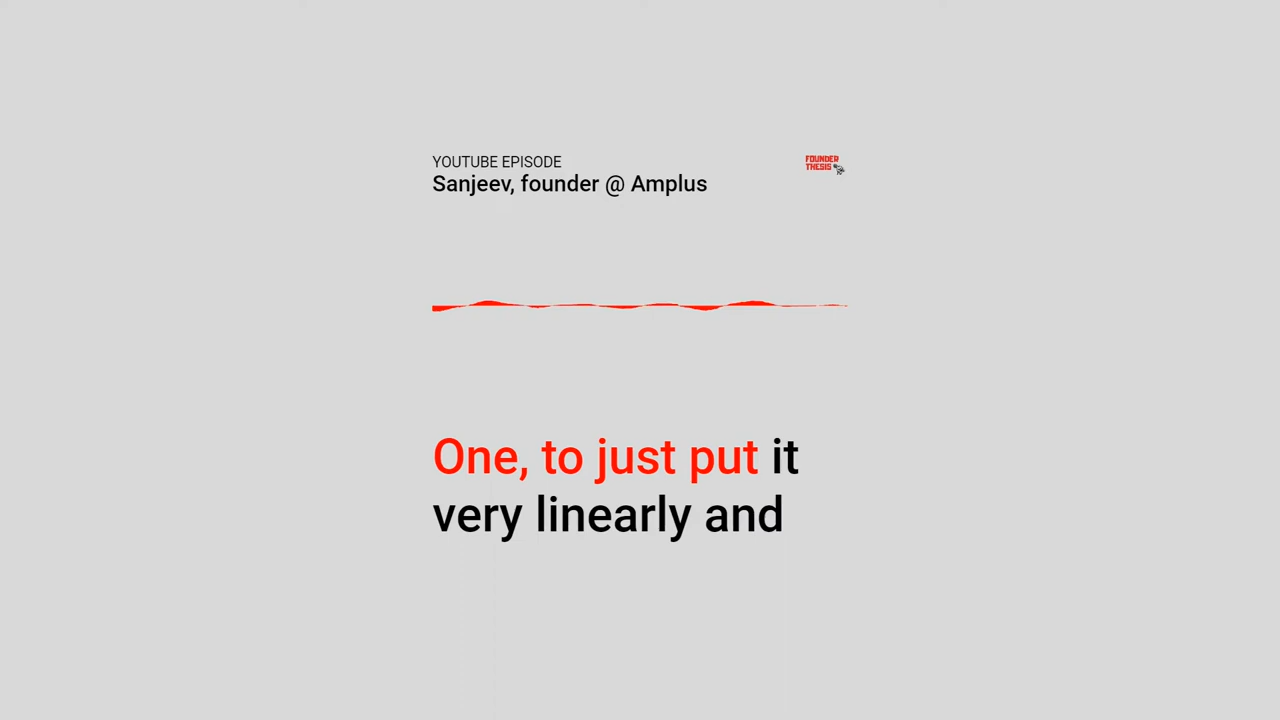 YOUTUBE EPISODE
Sanjeev, founder @ Amplus
FOUNDER
THESIS
One, to just put it
very linearly and